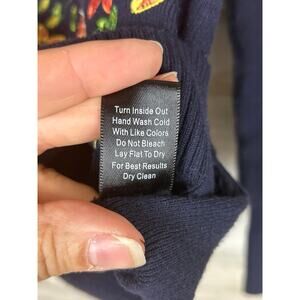 Turn Inside Out
Hand Wash Cold
With Like Colors
Do Not Bleach
Lay Flat To Dry
For Best Results
Dry Clean